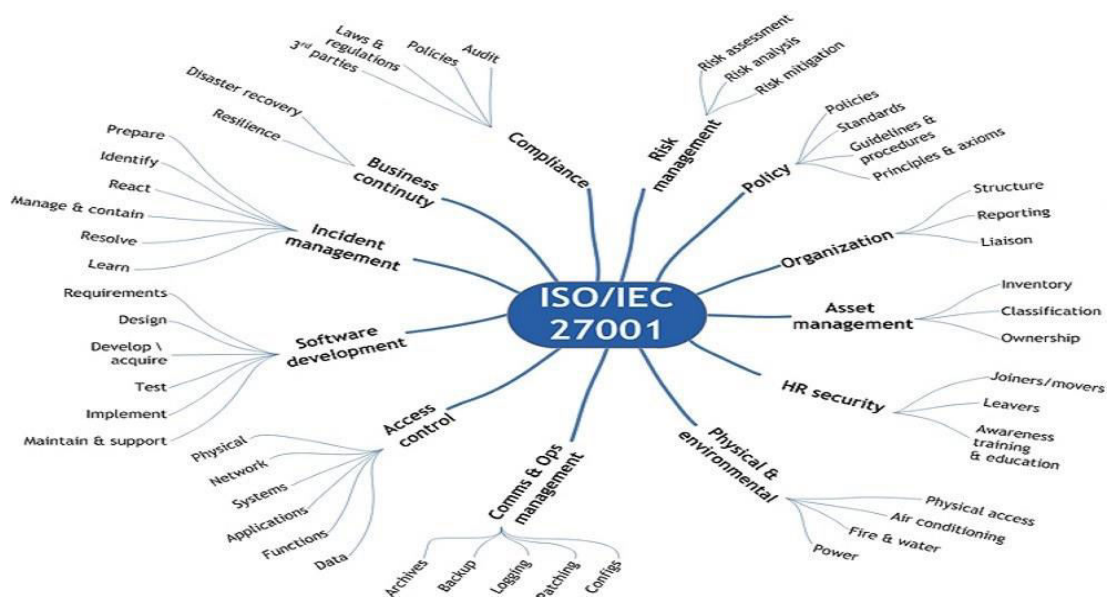 ISO/IEC
27001
Risk
management
Risk assessment
Risk analysis
Risk mitigation
Policy
Policies
Standards
Guidelines &
procedures
Principles & axioms
Organization
Structure
Reporting
Liaison
Asset
management
Inventory
Classification
Ownership
HR security
Joiners/movers
Leavers
Awareness
training
& education
Physical &
environmental
Physical access
Air conditioning
Fire & water
Power
Comms & Ops
management
Archives
Backup
Logging
Patching
Configs
Access
control
Physical
Network
Systems
Applications
Functions
Data
Software
development
Requirements
Design
Develop \
acquire
Test
Implement
Maintain & support
Incident
management
Prepare
Identify
React
Manage & contain
Resolve
Learn
Business
continuity
Disaster recovery
Resilience
Compliance
Laws &
regulations
3rd parties
Policies
Audit